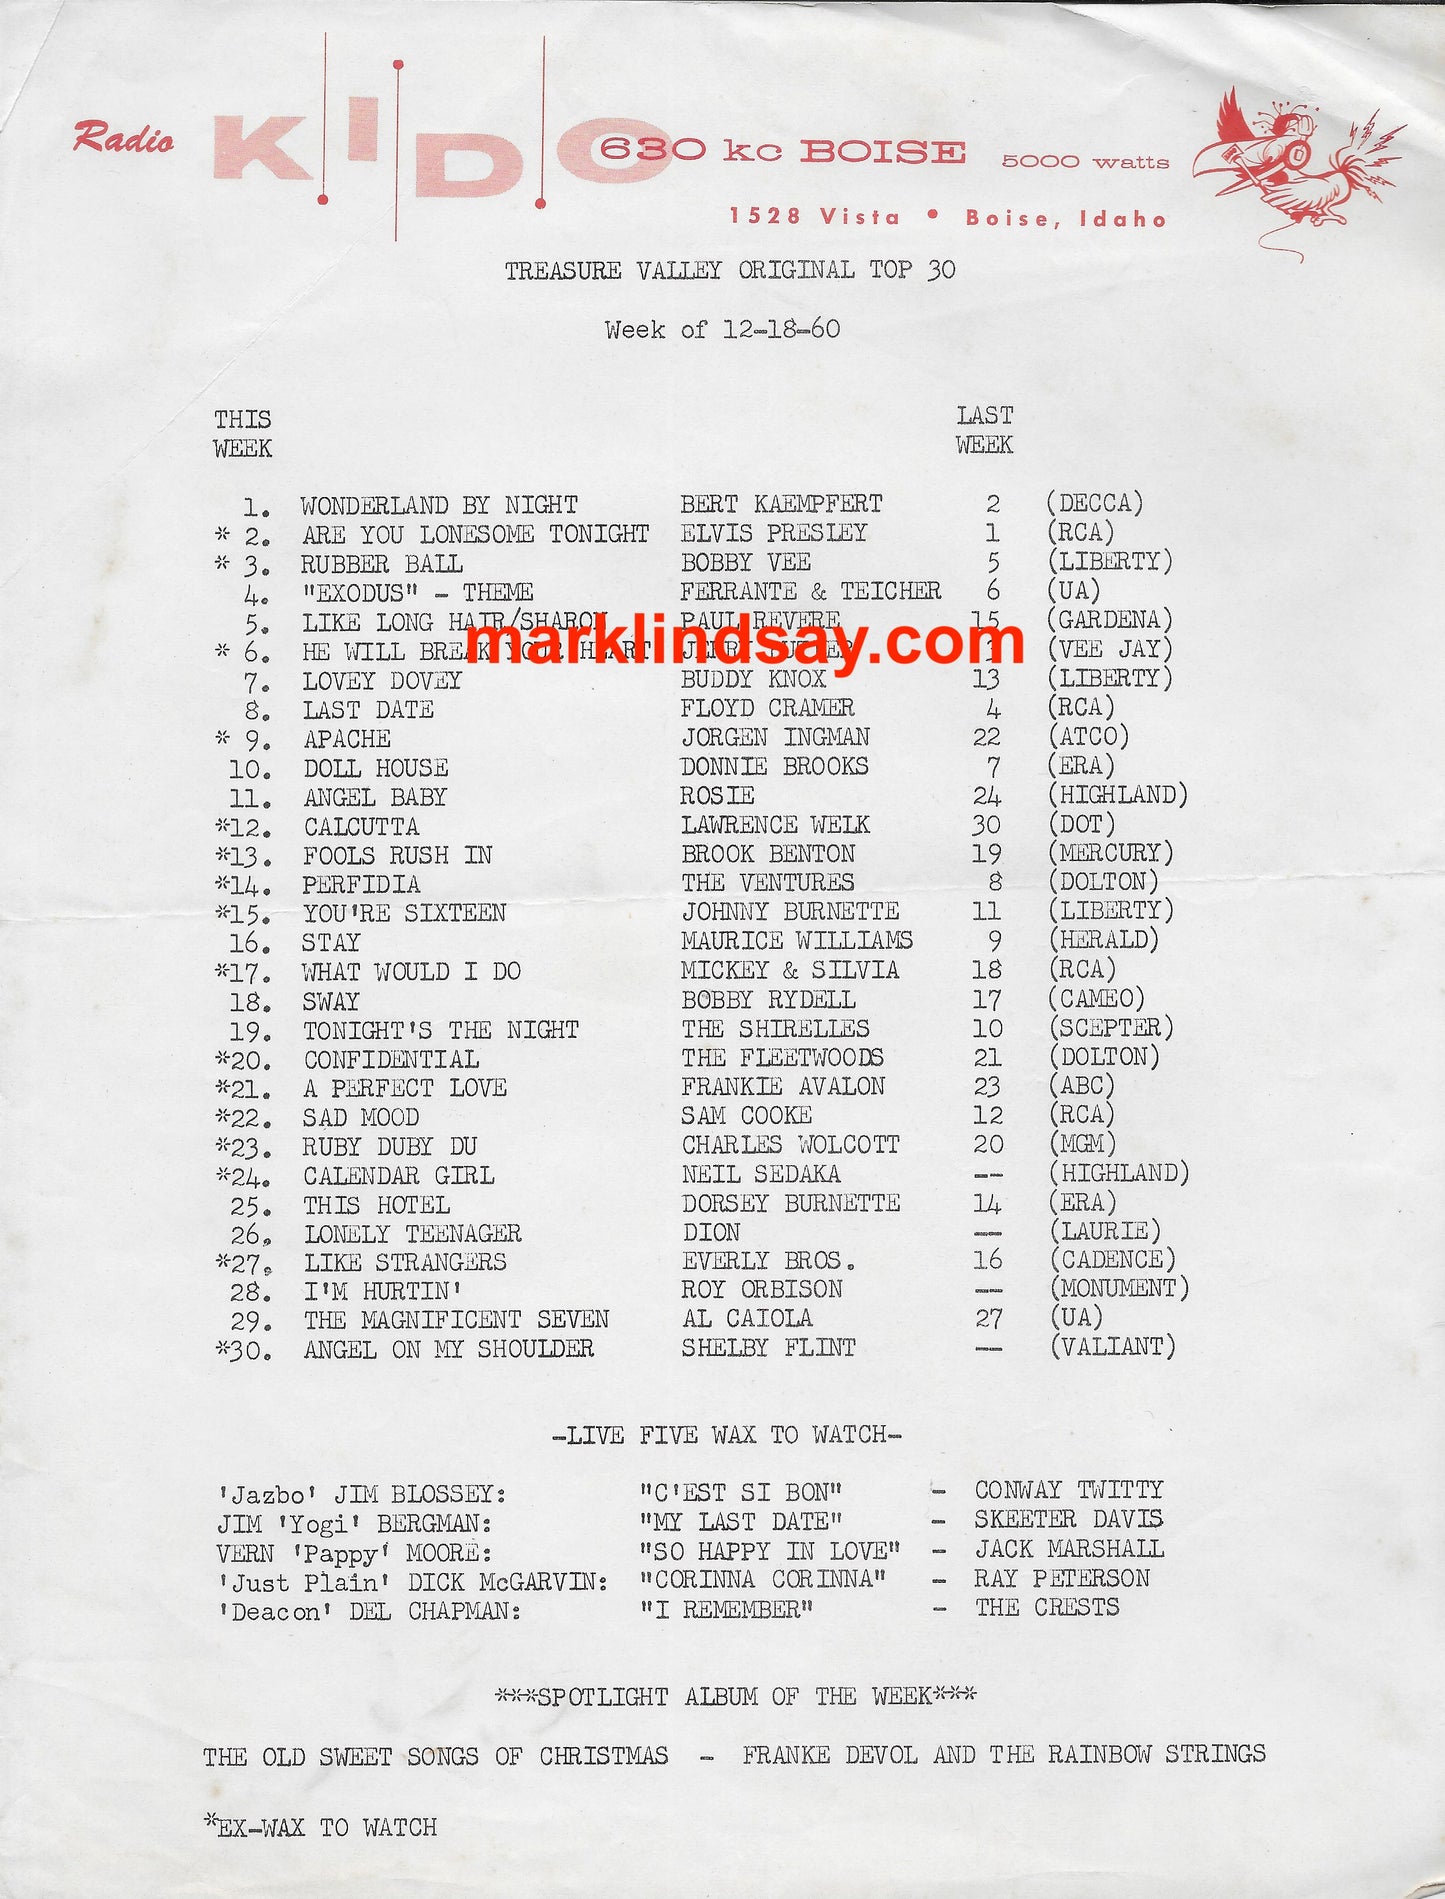 Radio KIDO 630 kc BOISE 5000 watts
1528 Vista • Boise, Idaho
TREASURE VALLEY ORIGINAL TOP 30
Week of 12-18-60
THIS WEEK LAST WEEK
1. WONDERLAND BY NIGHT BERT KAEMPFERT 2 (DECCA)
* 2. ARE YOU LONESOME TONIGHT ELVIS PRESLEY 1 (RCA)
* 3. RUBBER BALL BOBBY VEE 5 (LIBERTY)
4. "EXODUS" - THEME FERRANTE & TEICHER 6 (UA)
5. LIKE LONG HAIR/SHARON PAUL REVERE 15 (GARDENA)
marklindsay.com
* 6. HE WILL BREAK YOUR HEART JERRY BUTLER 3 (VEE JAY)
7. LOVEY DOVEY BUDDY KNOX 13 (LIBERTY)
8. LAST DATE FLOYD CRAMER 4 (RCA)
* 9. APACHE JORGEN INGMAN 22 (ATCO)
10. DOLL HOUSE DONNIE BROOKS 7 (ERA)
11. ANGEL BABY ROSIE 24 (HIGHLAND)
*12. CALCUTTA LAWRENCE WELK 30 (DOT)
*13. FOOLS RUSH IN BROOK BENTON 19 (MERCURY)
*14. PERFIDIA THE VENTURES 8 (DOLTON)
*15. YOU'RE SIXTEEN JOHNNY BURNETTE 11 (LIBERTY)
16. STAY MAURICE WILLIAMS 9 (HERALD)
*17. WHAT WOULD I DO MICKEY & SILVIA 18 (RCA)
18. SWAY BOBBY RYDELL 17 (CAMEO)
19. TONIGHT'S THE NIGHT THE SHIRELLES 10 (SCEPTER)
*20. CONFIDENTIAL THE FLEETWOODS 21 (DOLTON)
*21. A PERFECT LOVE FRANKIE AVALON 23 (ABC)
*22. SAD MOOD SAM COOKE 12 (RCA)
*23. RUBY DUBY DU CHARLES WOLCOTT 20 (MGM)
*24. CALENDAR GIRL NEIL SEDAKA -- (HIGHLAND)
25. THIS HOTEL DORSEY BURNETTE 14 (ERA)
26. LONELY TEENAGER DION -- (LAURIE)
*27. LIKE STRANGERS EVERLY BROS. 16 (CADENCE)
28. I'M HURTIN' ROY ORBISON -- (MONUMENT)
29. THE MAGNIFICENT SEVEN AL CAIOLA 27 (UA)
*30. ANGEL ON MY SHOULDER SHELBY FLINT -- (VALIANT)
-LIVE FIVE WAX TO WATCH-
'Jazbo' JIM BLOSSEY: "C'EST SI BON" - CONWAY TWITTY
JIM 'Yogi' BERGMAN: "MY LAST DATE" - SKEETER DAVIS
VERN 'Pappy' MOORE: "SO HAPPY IN LOVE" - JACK MARSHALL
'Just Plain' DICK McGARVIN: "CORINNA CORINNA" - RAY PETERSON
'Deacon' DEL CHAPMAN: "I REMEMBER" - THE CRESTS
***SPOTLIGHT ALBUM OF THE WEEK***
THE OLD SWEET SONGS OF CHRISTMAS - FRANKE DEVOL AND THE RAINBOW STRINGS
*EX-WAX TO WATCH